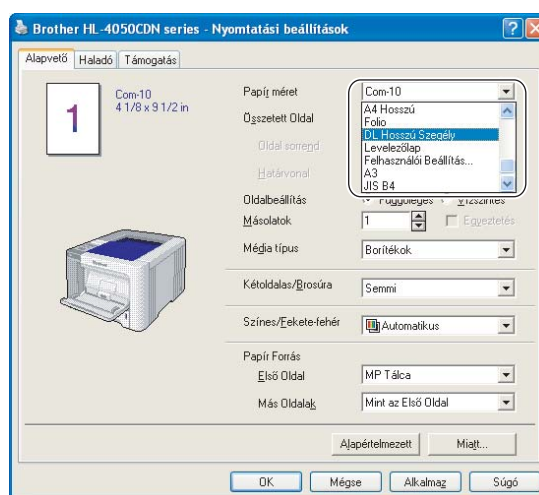 Brother HL-4050CDN series - Nyomtatási beállítások
Alapvető Haladó Támogatás
1
Com-10
4 1/8 x 9 1/2 in
Papír méret
Com-10
A4 Hosszú
Folio
DL Hosszú Szegély
Levelezőlap
Felhasználói Beállítás...
A3
JIS B4
Összetett Oldal
Oldal sorrend
Határvonal
Oldalbeállítás
Függőleges Vízszintes
Másolatok
1
Egyeztetés
Média típus
Borítékok
Kétoldalas/Brosúra
Semmi
Színes/Fekete-fehér
Automatikus
Papír Forrás
Első Oldal
MP Tálca
Más Oldalak
Mint az Első Oldal
Alapértelmezett
Miatt...
OK
Mégse
Alkalmaz
Súgó